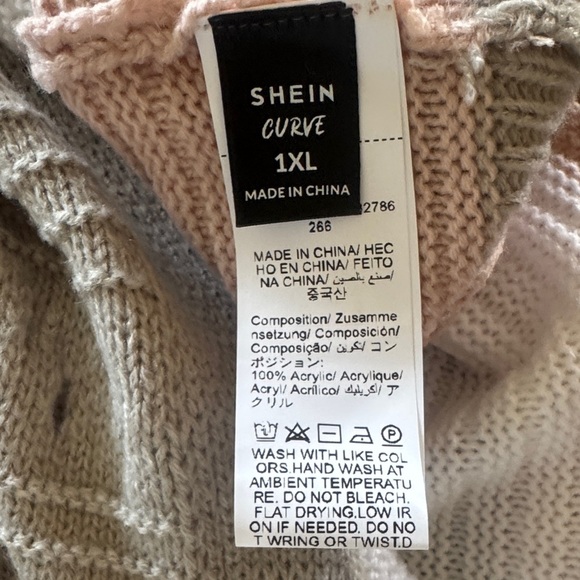 SHEIN
CURVE
1XL
MADE IN CHINA
2786
266
MADE IN CHINA/ HEC
HO EN CHINA/ FEITO
NA CHINA/ صنع بالصين/
중국산
Composition/ Zusamme
nsetzung/ Composición/
Composição/ تكوين/ コン
ポジション:
100% Acrylic/ Acrylique/
Acryl/ Acrílico/ اكريليك/ ア
クリル
WASH WITH LIKE COL
ORS.HAND WASH AT
AMBIENT TEMPERATU
RE. DO NOT BLEACH.
FLAT DRYING.LOW IR
ON IF NEEDED. DO NO
T WRING OR TWIST.D